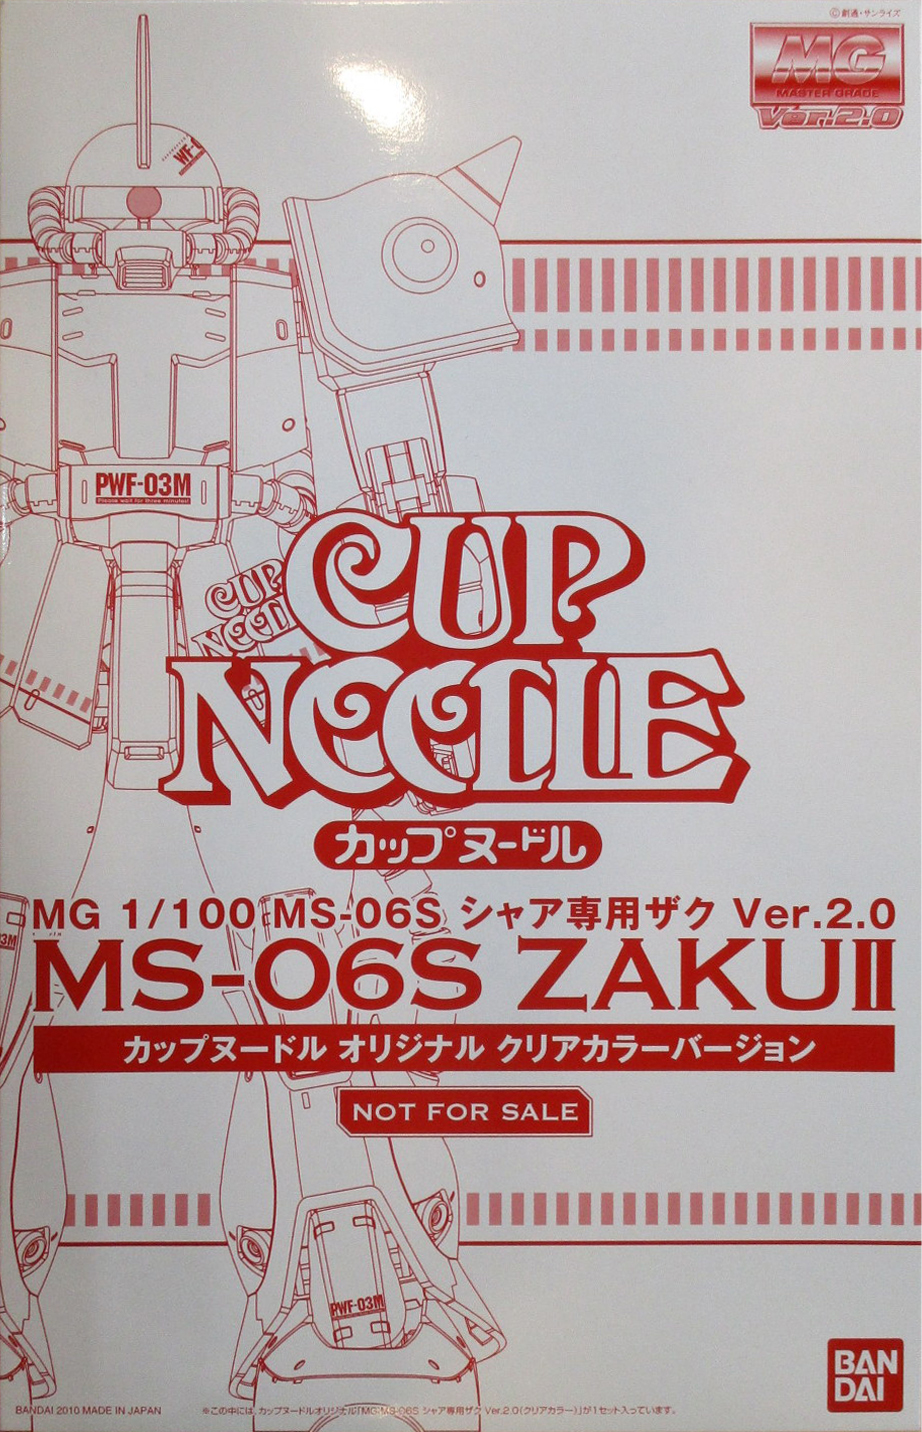 ©創通・サンライズ
MG
MASTER GRADE
Ver.2.0
WF-0
PWF-03M
Please wait for three minutes!
CUP
NOODLE
CUP
NOODLE
カップヌードル
MG 1/100 MS-06S シャア専用ザク Ver.2.0
3M
MS-06S ZAKUII
カップヌードル オリジナル クリアカラーバージョン
NOT FOR SALE
PWF-03M
BAN
DAI
BANDAI 2010 MADE IN JAPAN
※この中には、カップヌードルオリジナル「MG MS-06S シャア専用ザク Ver.2.0(クリアカラー)」が1セット入っています。